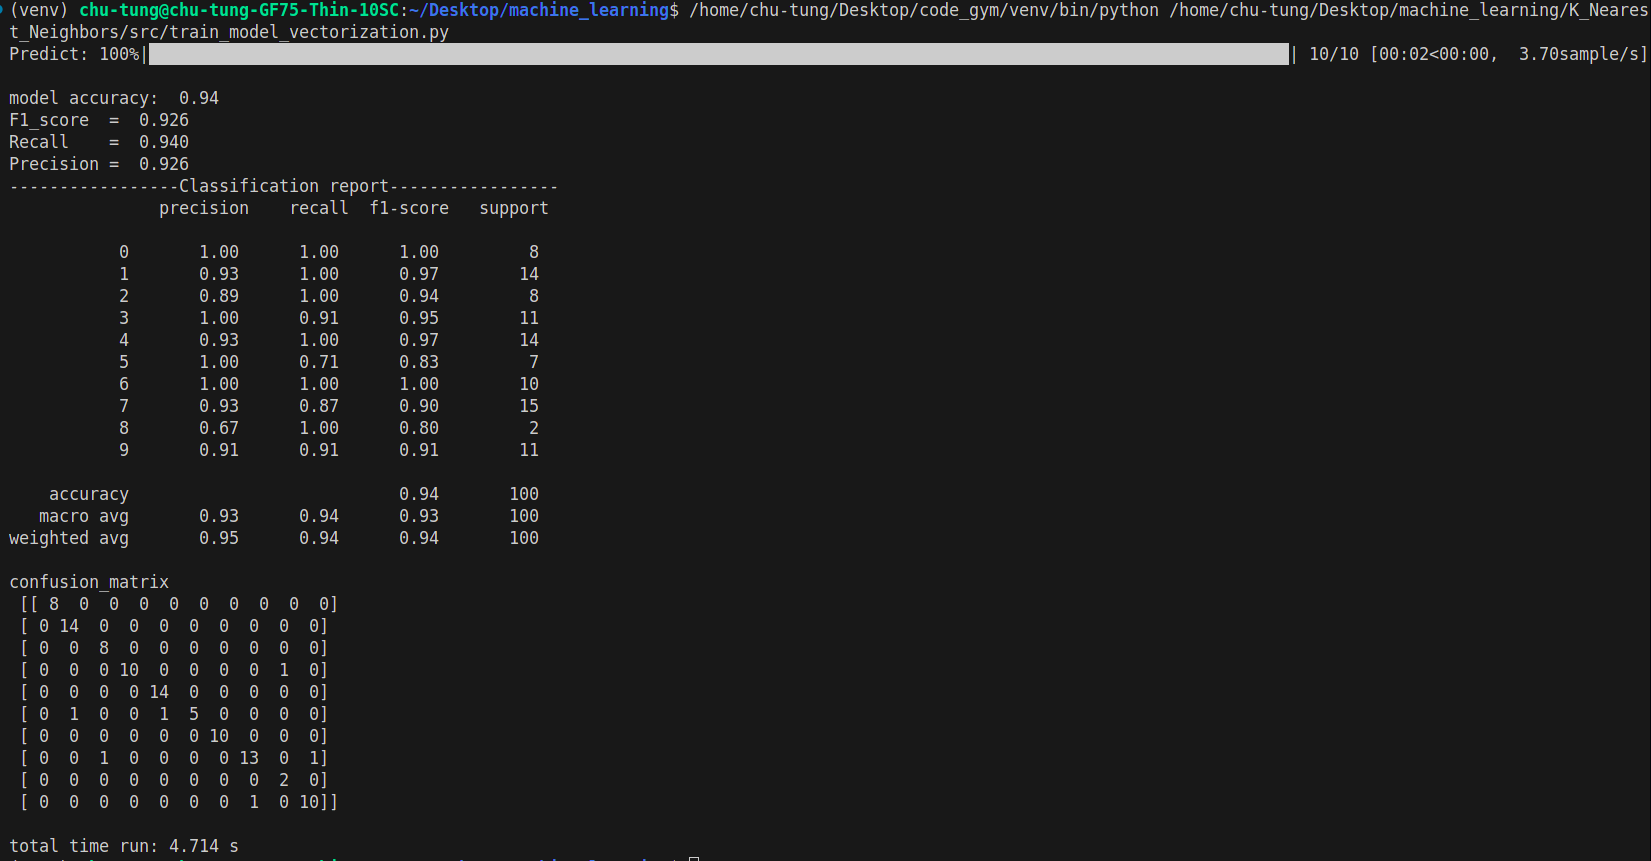 (venv) chu-tung@chu-tung-GF75-Thin-10SC:~/Desktop/machine_learning$ /home/chu-tung/Desktop/code_gym/venv/bin/python /home/chu-tung/Desktop/machine_learning/K_Neares
t_Neighbors/src/train_model_vectorization.py
Predict: 100%| | 10/10 [00:02<00:00,  3.70sample/s]
model accuracy:  0.94
F1_score  =  0.926
Recall    =  0.940
Precision =  0.926
-----------------Classification report-----------------
               precision    recall  f1-score   support
           0       1.00      1.00      1.00         8
           1       0.93      1.00      0.97        14
           2       0.89      1.00      0.94         8
           3       1.00      0.91      0.95        11
           4       0.93      1.00      0.97        14
           5       1.00      0.71      0.83         7
           6       1.00      1.00      1.00        10
           7       0.93      0.87      0.90        15
           8       0.67      1.00      0.80         2
           9       0.91      0.91      0.91        11
    accuracy                           0.94       100
   macro avg       0.93      0.94      0.93       100
weighted avg       0.95      0.94      0.94       100
confusion_matrix
 [[ 8  0  0  0  0  0  0  0  0  0]
 [ 0 14  0  0  0  0  0  0  0  0]
 [ 0  0  8  0  0  0  0  0  0  0]
 [ 0  0  0 10  0  0  0  0  1  0]
 [ 0  0  0  0 14  0  0  0  0  0]
 [ 0  1  0  0  1  5  0  0  0  0]
 [ 0  0  0  0  0  0 10  0  0  0]
 [ 0  0  1  0  0  0  0 13  0  1]
 [ 0  0  0  0  0  0  0  0  2  0]
 [ 0  0  0  0  0  0  0  1  0 10]]
total time run: 4.714 s